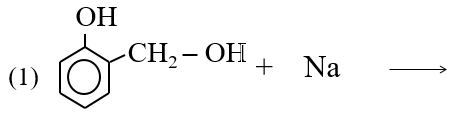 OH
(1) CH₂ – OH + Na ⟶